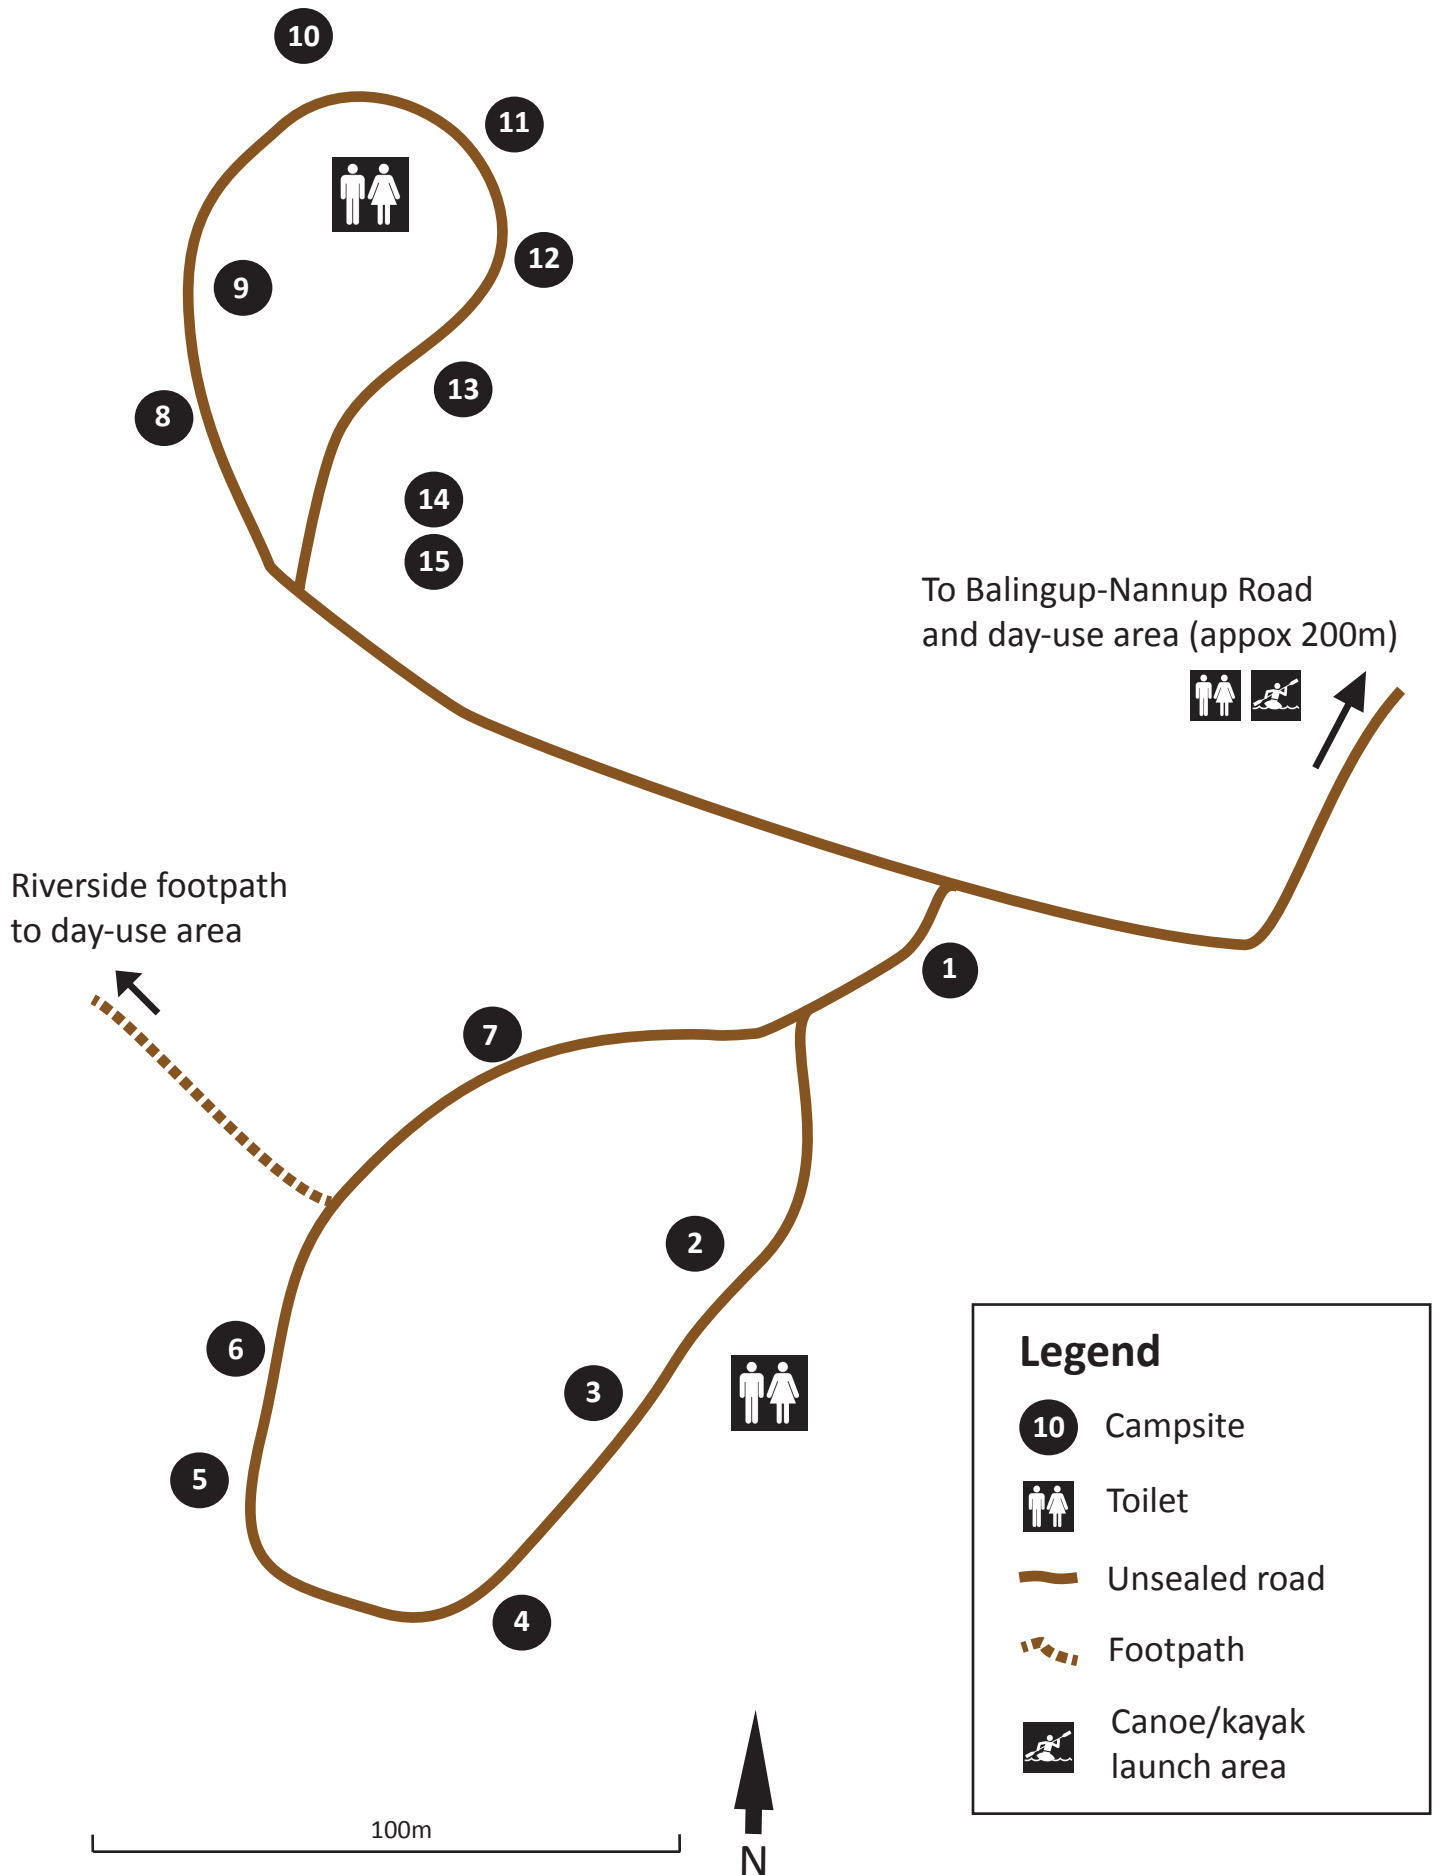 10
11
12
9
13
8
14
15
To Balingup-Nannup Road
and day-use area (appox 200m)
Riverside footpath
to day-use area
1
7
2
6
3
5
4
Legend
10 Campsite
Toilet
Unsealed road
Footpath
Canoe/kayak
launch area
100m
N